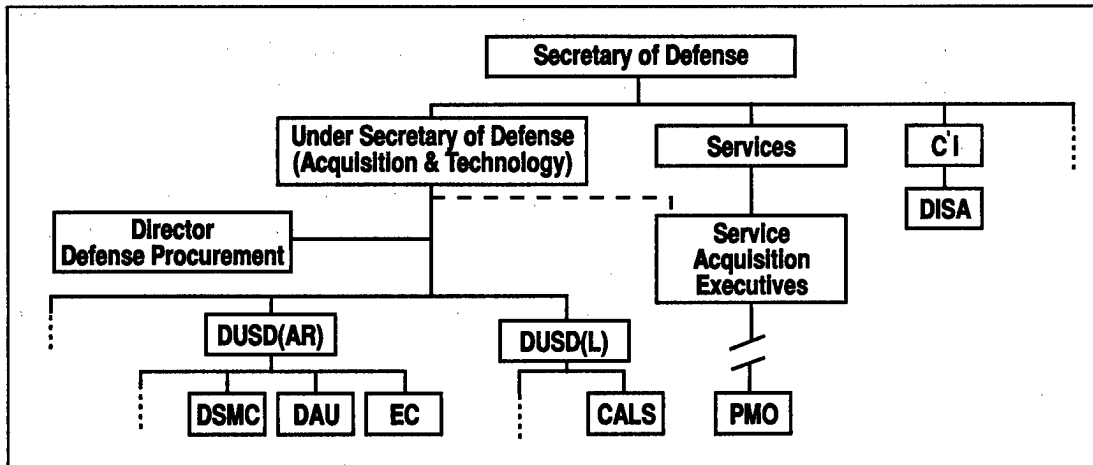 Secretary of Defense
Under Secretary of Defense
(Acquisition & Technology)
Services
C'I
DISA
Director
Defense Procurement
Service
Acquisition
Executives
DUSD(AR)
DUSD(L)
DSMC
DAU
EC
CALS
PMO